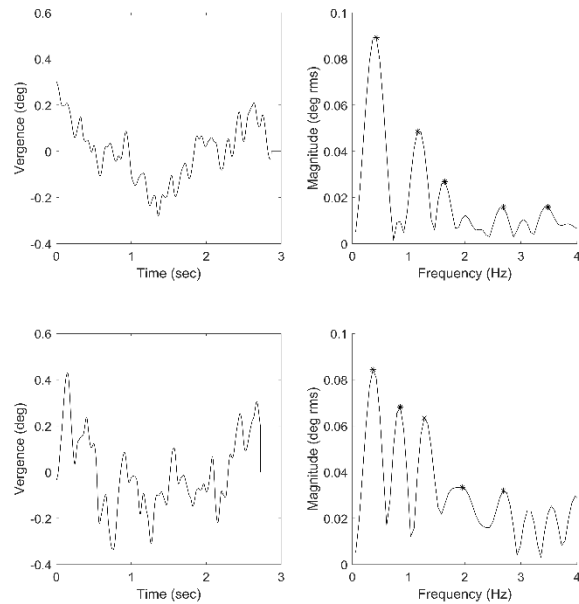 0.6
0.4
0.2
0
-0.2
-0.4
0 1 2 3
Vergence (deg)
Time (sec)
0.1
0.08
0.06
0.04
0.02
0
0 1 2 3 4
Magnitude (deg rms)
Frequency (Hz)
0.6
0.4
0.2
0
-0.2
-0.4
0 1 2 3
Vergence (deg)
Time (sec)
0.1
0.08
0.06
0.04
0.02
0
0 1 2 3 4
Magnitude (deg rms)
Frequency (Hz)